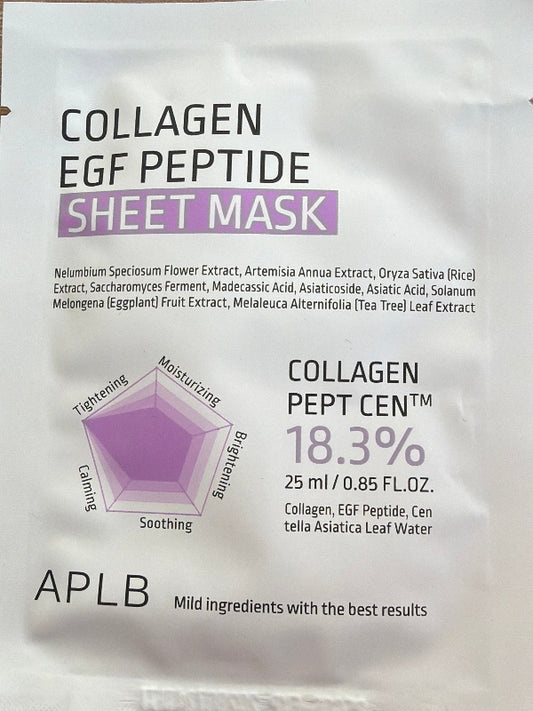 COLLAGEN
EGF PEPTIDE
SHEET MASK
Nelumbium Speciosum Flower Extract, Artemisia Annua Extract, Oryza Sativa (Rice)
Extract, Saccharomyces Ferment, Madecassic Acid, Asiaticoside, Asiatic Acid, Solanum
Melongena (Eggplant) Fruit Extract, Melaleuca Alternifolia (Tea Tree) Leaf Extract
Moisturizing
Tightening
Brightening
Calming
Soothing
COLLAGEN
PEPT CEN™
18.3%
25 ml / 0.85 FL.OZ.
Collagen, EGF Peptide, Cen
tella Asiatica Leaf Water
APLB
Mild ingredients with the best results